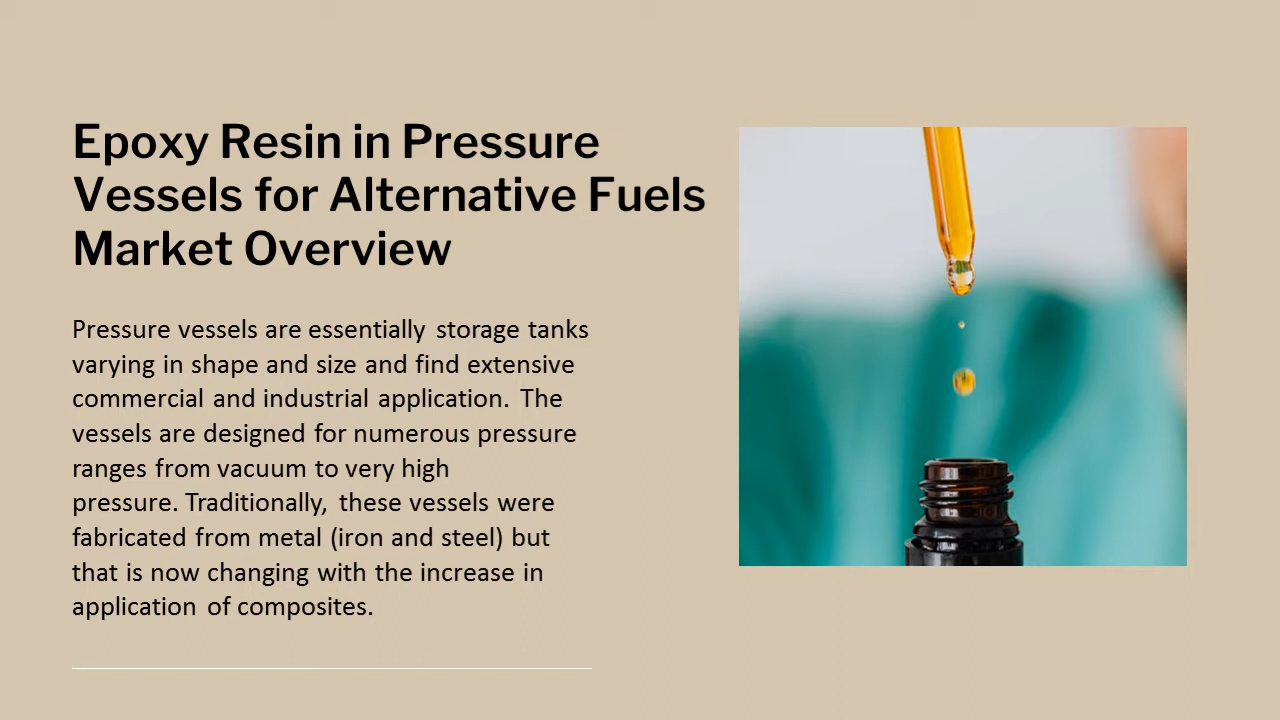 Epoxy Resin in Pressure
Vessels for Alternative Fuels
Market Overview
Pressure vessels are essentially storage tanks
varying in shape and size and find extensive
commercial and industrial application. The
vessels are designed for numerous pressure
ranges from vacuum to very high
pressure. Traditionally, these vessels were
fabricated from metal (iron and steel) but
that is now changing with the increase in
application of composites.